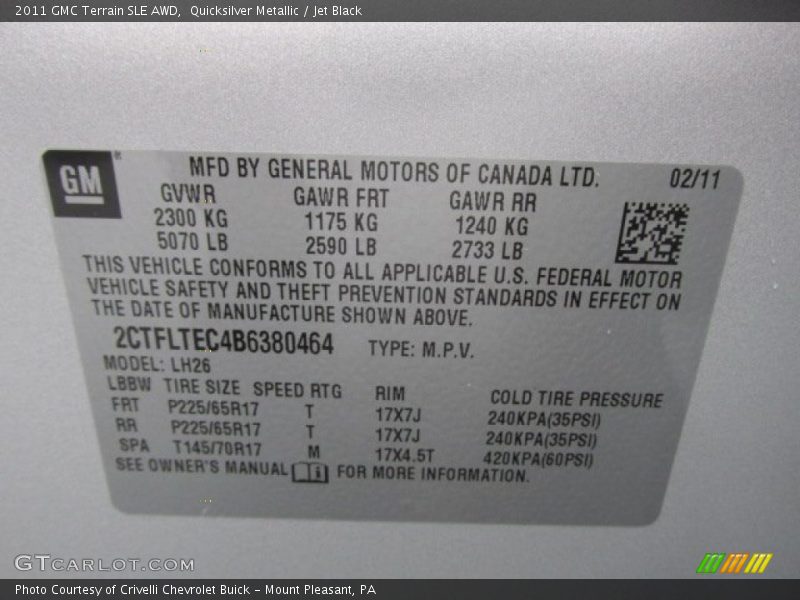 2011 GMC Terrain SLE AWD,  Quicksilver Metallic / Jet Black
GM
MFD BY GENERAL MOTORS OF CANADA LTD. 02/11
GVWR GAWR FRT GAWR RR
2300 KG 1175 KG 1240 KG
5070 LB 2590 LB 2733 LB
THIS VEHICLE CONFORMS TO ALL APPLICABLE U.S. FEDERAL MOTOR
VEHICLE SAFETY AND THEFT PREVENTION STANDARDS IN EFFECT ON
THE DATE OF MANUFACTURE SHOWN ABOVE.
2CTFLTEC4B6380464 TYPE: M.P.V.
MODEL: LH26
LBBW TIRE SIZE SPEED RTG RIM COLD TIRE PRESSURE
FRT P225/65R17 T 17X7J 240KPA(35PSI)
RR P225/65R17 T 17X7J 240KPA(35PSI)
SPA T145/70R17 M 17X4.5T 420KPA(60PSI)
SEE OWNER'S MANUAL FOR MORE INFORMATION.
GTCARLOT.COM
Photo Courtesy of Crivelli Chevrolet Buick – Mount Pleasant, PA